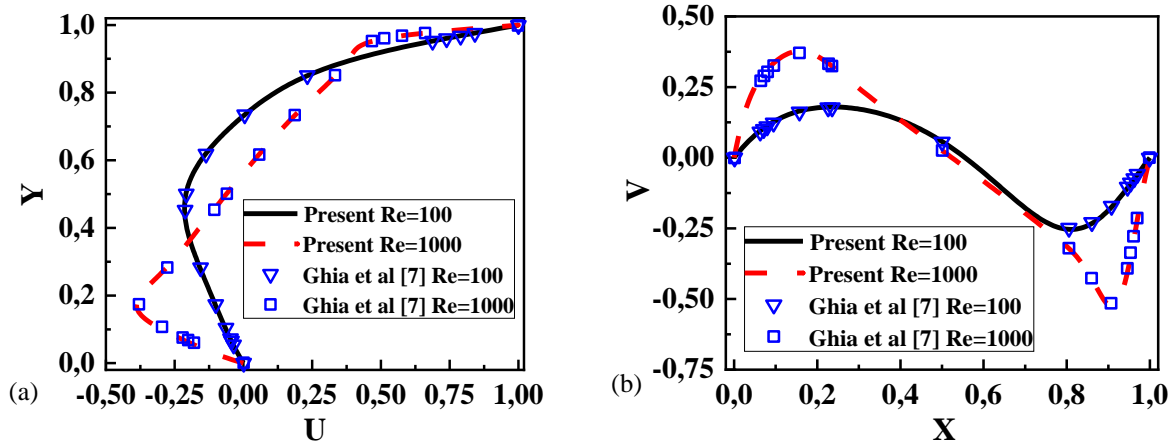 1,0
0,8
0,6
0,4
0,2
0,0
Y
Present Re=100
Present Re=1000
Ghia et al [7] Re=100
Ghia et al [7] Re=1000
-0,50 -0,25 0,00 0,25 0,50 0,75 1,00
U
(a)
0,50
0,25
0,00
-0,25
-0,50
-0,75
V
Present Re=100
Present Re=1000
Ghia et al [7] Re=100
Ghia et al [7] Re=1000
0,0 0,2 0,4 0,6 0,8 1,0
X
(b)